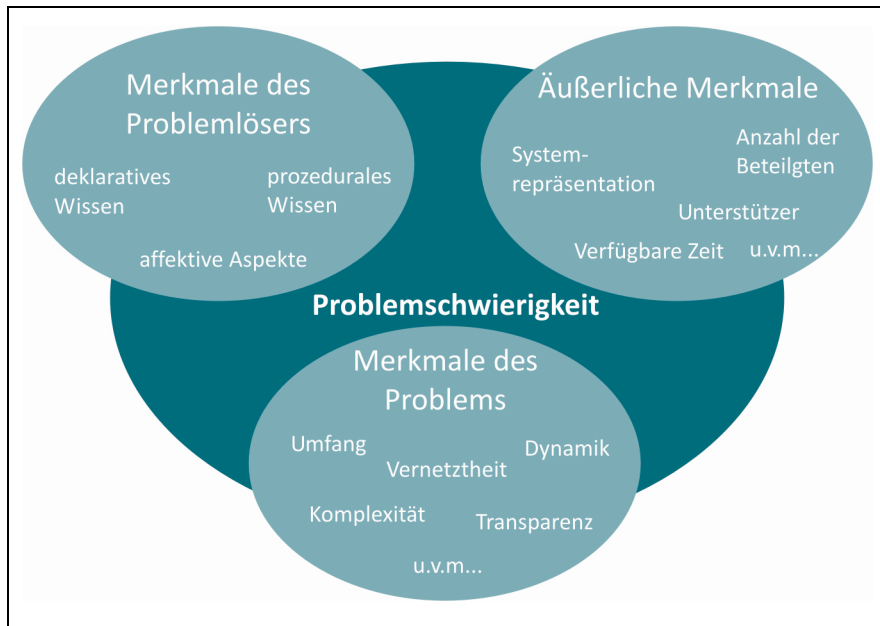 Merkmale des
Problemlösers
deklaratives
Wissen
prozedurales
Wissen
affektive Aspekte
Äußerliche Merkmale
System-
repräsentation
Anzahl der
Beteilgten
Unterstützer
Verfügbare Zeit
u.v.m...
Problemschwierigkeit
Merkmale des
Problems
Umfang
Vernetztheit
Dynamik
Komplexität
Transparenz
u.v.m...